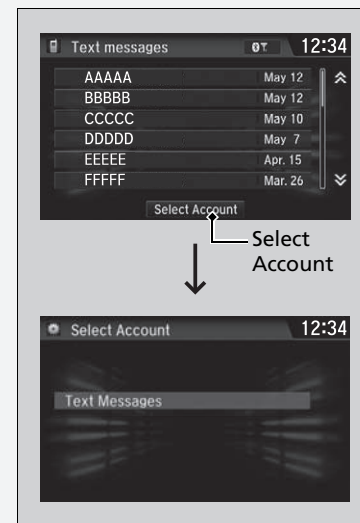 Text messages 12:34
AAAAA May 12
BBBBB May 12
CCCCC May 10
DDDDD May 7
EEEEE Apr. 15
FFFFF Mar. 26
Select Account
Select
Account
Select Account 12:34
Text Messages